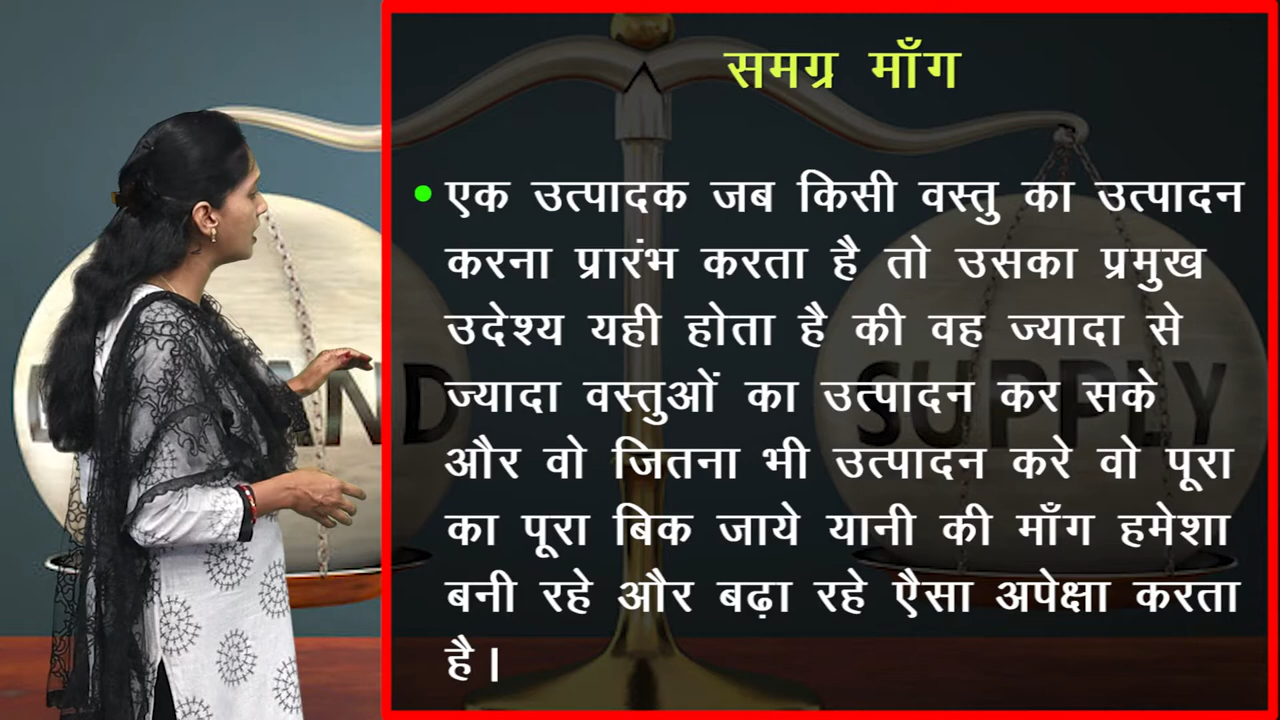 समग्र माँग
• एक उत्पादक जब किसी वस्तु का उत्पादन
करना प्रारंभ करता है तो उसका प्रमुख
उदेश्य यही होता है की वह ज्यादा से
ज्यादा वस्तुओं का उत्पादन कर सके
और वो जितना भी उत्पादन करे वो पूरा
का पूरा बिक जाये यानी की माँग हमेशा
बनी रहे और बढ़ा रहे एैसा अपेक्षा करता
है।
SUPPLY